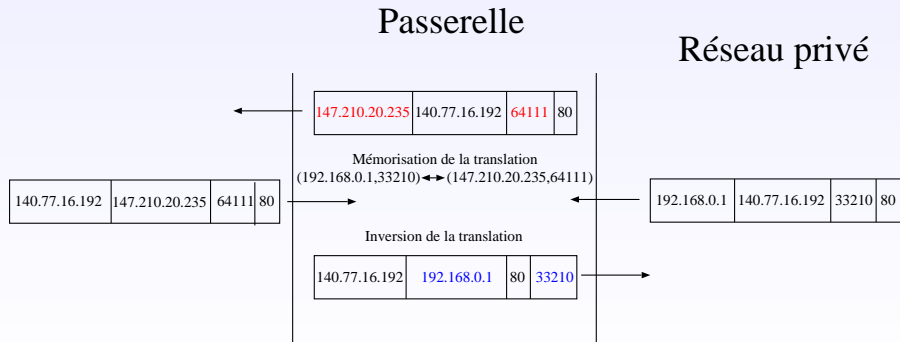 Passerelle
Réseau privé
147.210.20.235 140.77.16.192 64111 80
Mémorisation de la translation
(192.168.0.1,33210) (147.210.20.235,64111)
140.77.16.192 147.210.20.235 64111 80
192.168.0.1 140.77.16.192 33210 80
Inversion de la translation
140.77.16.192 192.168.0.1 80 33210